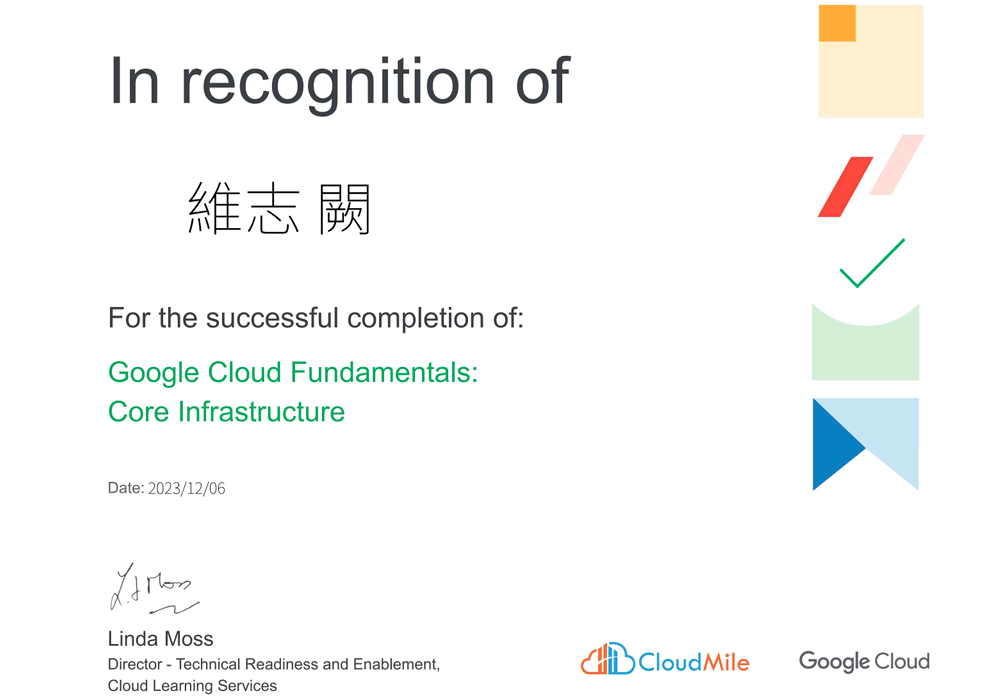 In recognition of
維志 闕
For the successful completion of:
Google Cloud Fundamentals:
Core Infrastructure
Date: 2023/12/06
L J Moss
Linda Moss
Director - Technical Readiness and Enablement,
Cloud Learning Services
CloudMile
Google Cloud